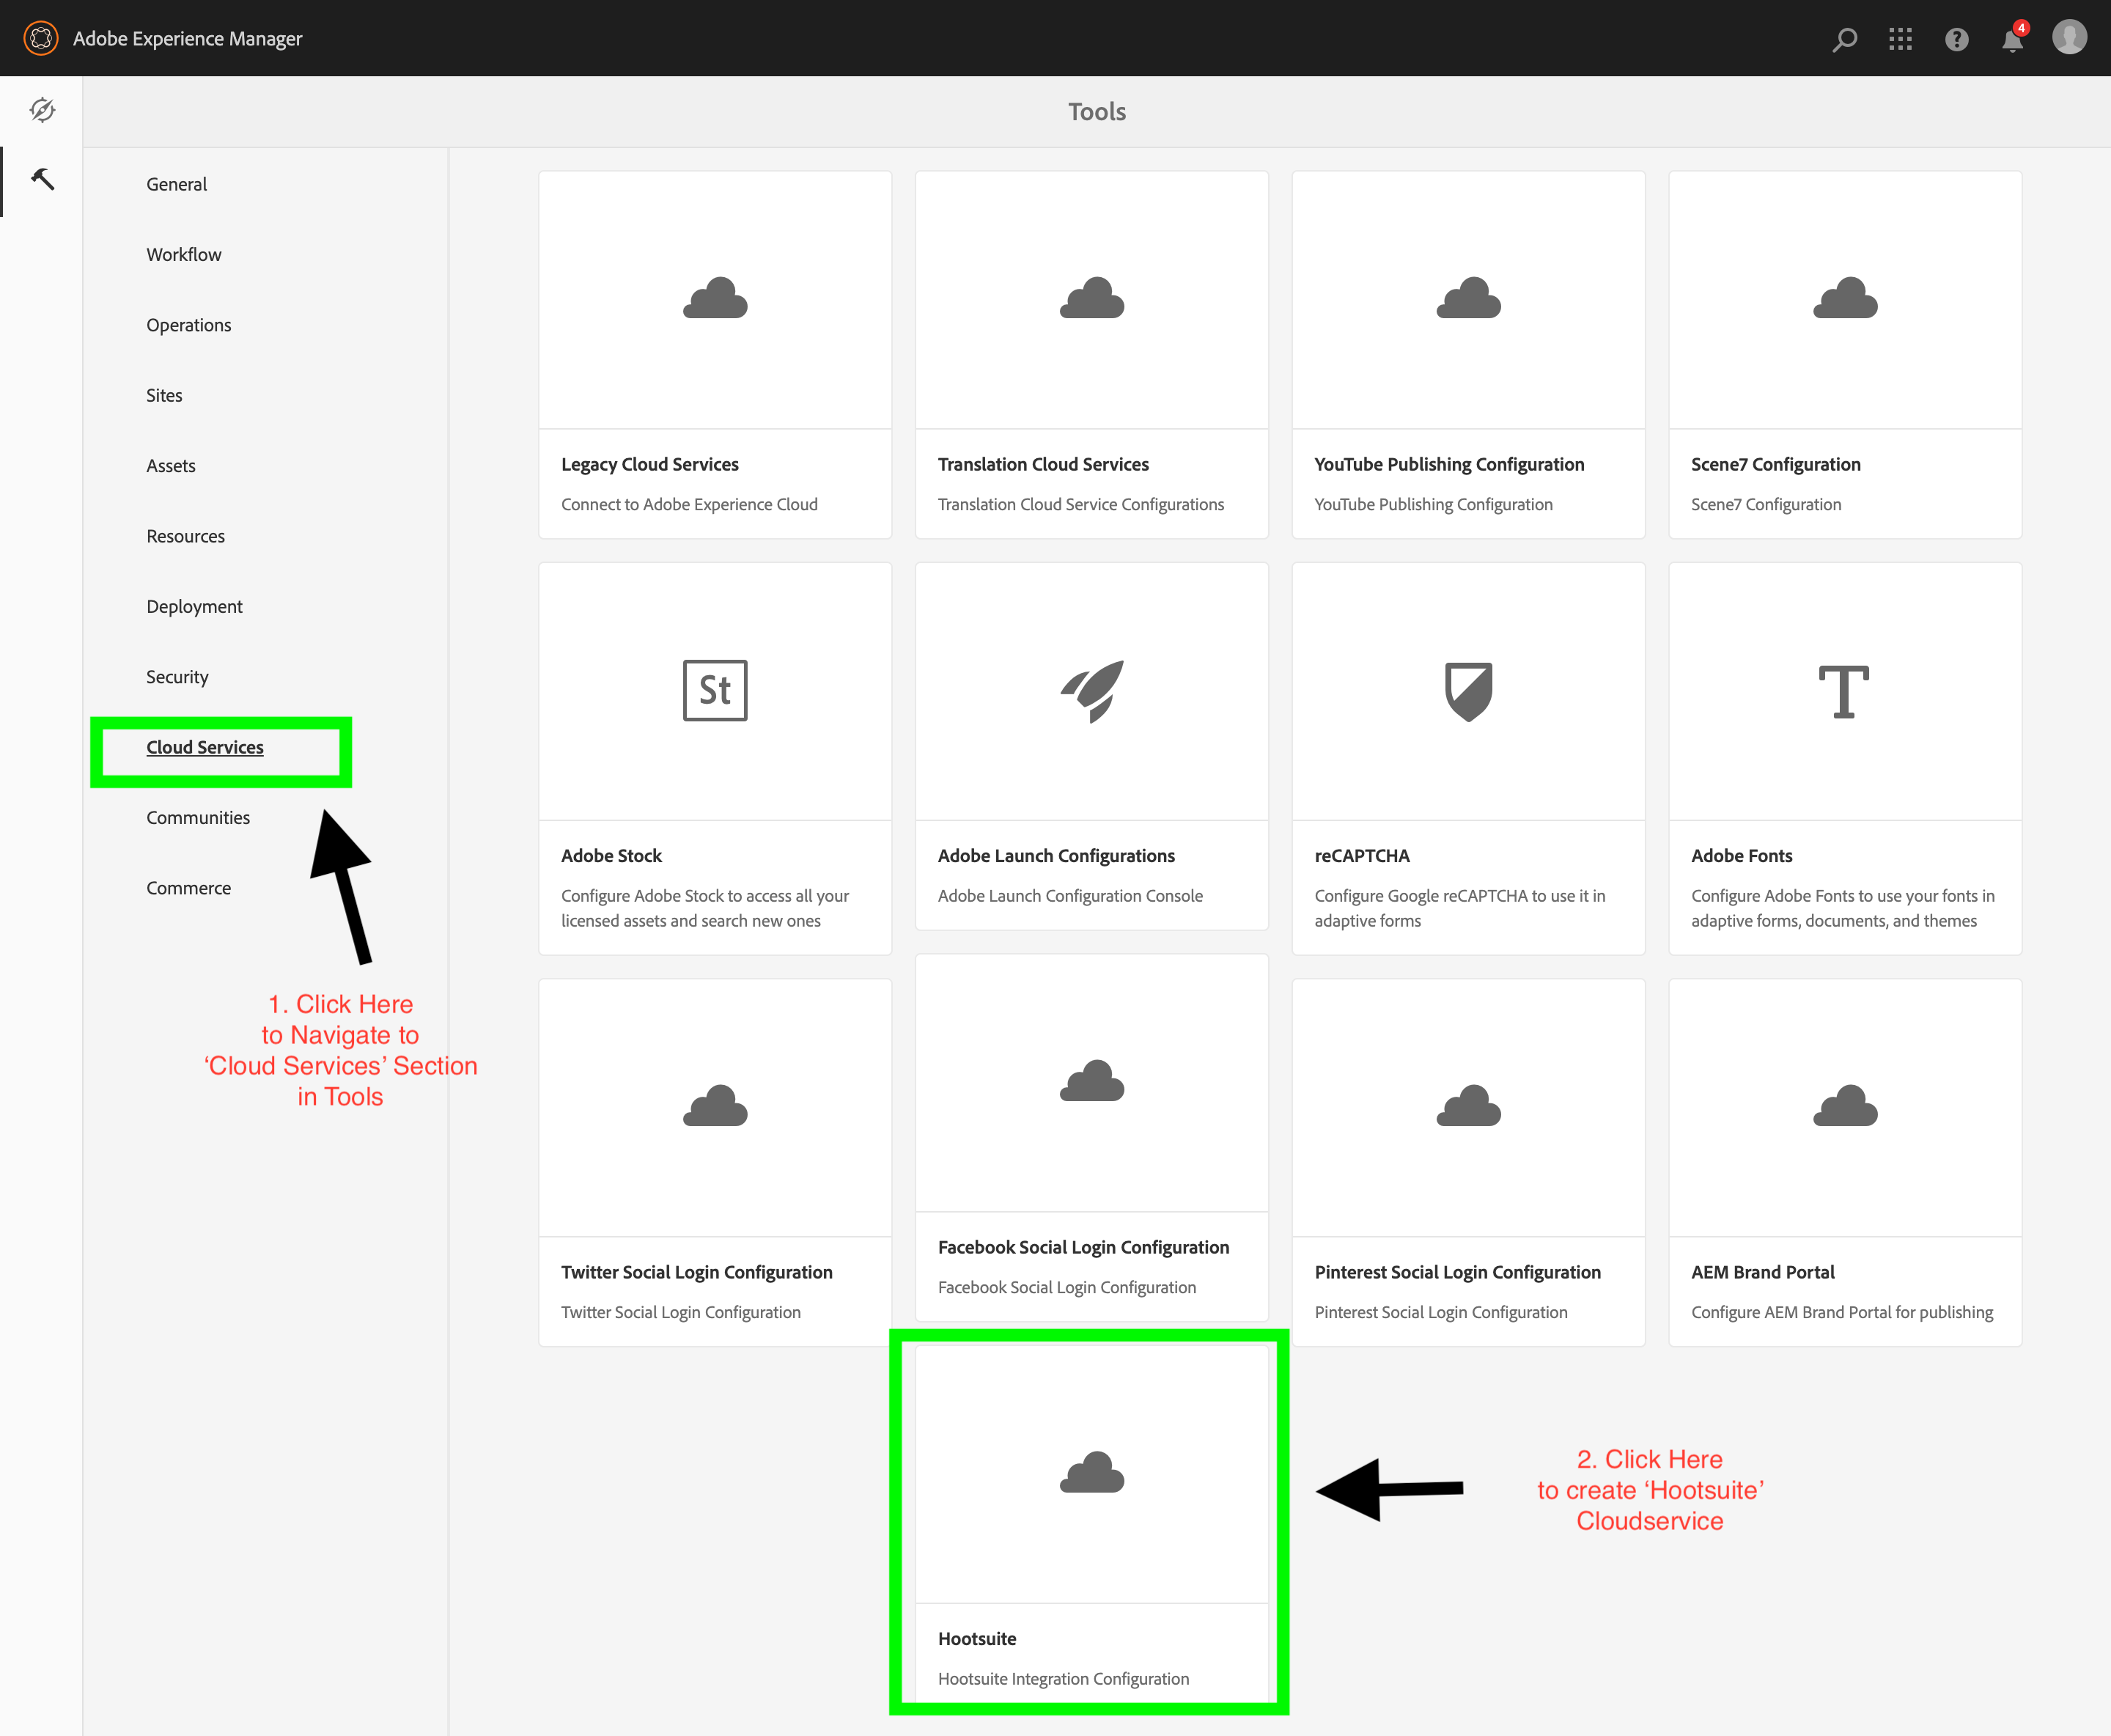 Adobe Experience Manager
4
Tools
General
Workflow
Operations
Sites
Assets
Resources
Deployment
Security
Cloud Services
Communities
Commerce
1. Click Here
to Navigate to
‘Cloud Services’ Section
in Tools
Legacy Cloud Services
Connect to Adobe Experience Cloud
Translation Cloud Services
Translation Cloud Service Configurations
YouTube Publishing Configuration
YouTube Publishing Configuration
Scene7 Configuration
Scene7 Configuration
St
Adobe Stock
Configure Adobe Stock to access all your
licensed assets and search new ones
Adobe Launch Configurations
Adobe Launch Configuration Console
reCAPTCHA
Configure Google reCAPTCHA to use it in
adaptive forms
T
Adobe Fonts
Configure Adobe Fonts to use your fonts in
adaptive forms, documents, and themes
Twitter Social Login Configuration
Twitter Social Login Configuration
Facebook Social Login Configuration
Facebook Social Login Configuration
Pinterest Social Login Configuration
Pinterest Social Login Configuration
AEM Brand Portal
Configure AEM Brand Portal for publishing
Hootsuite
Hootsuite Integration Configuration
2. Click Here
to create ‘Hootsuite’
Cloudservice